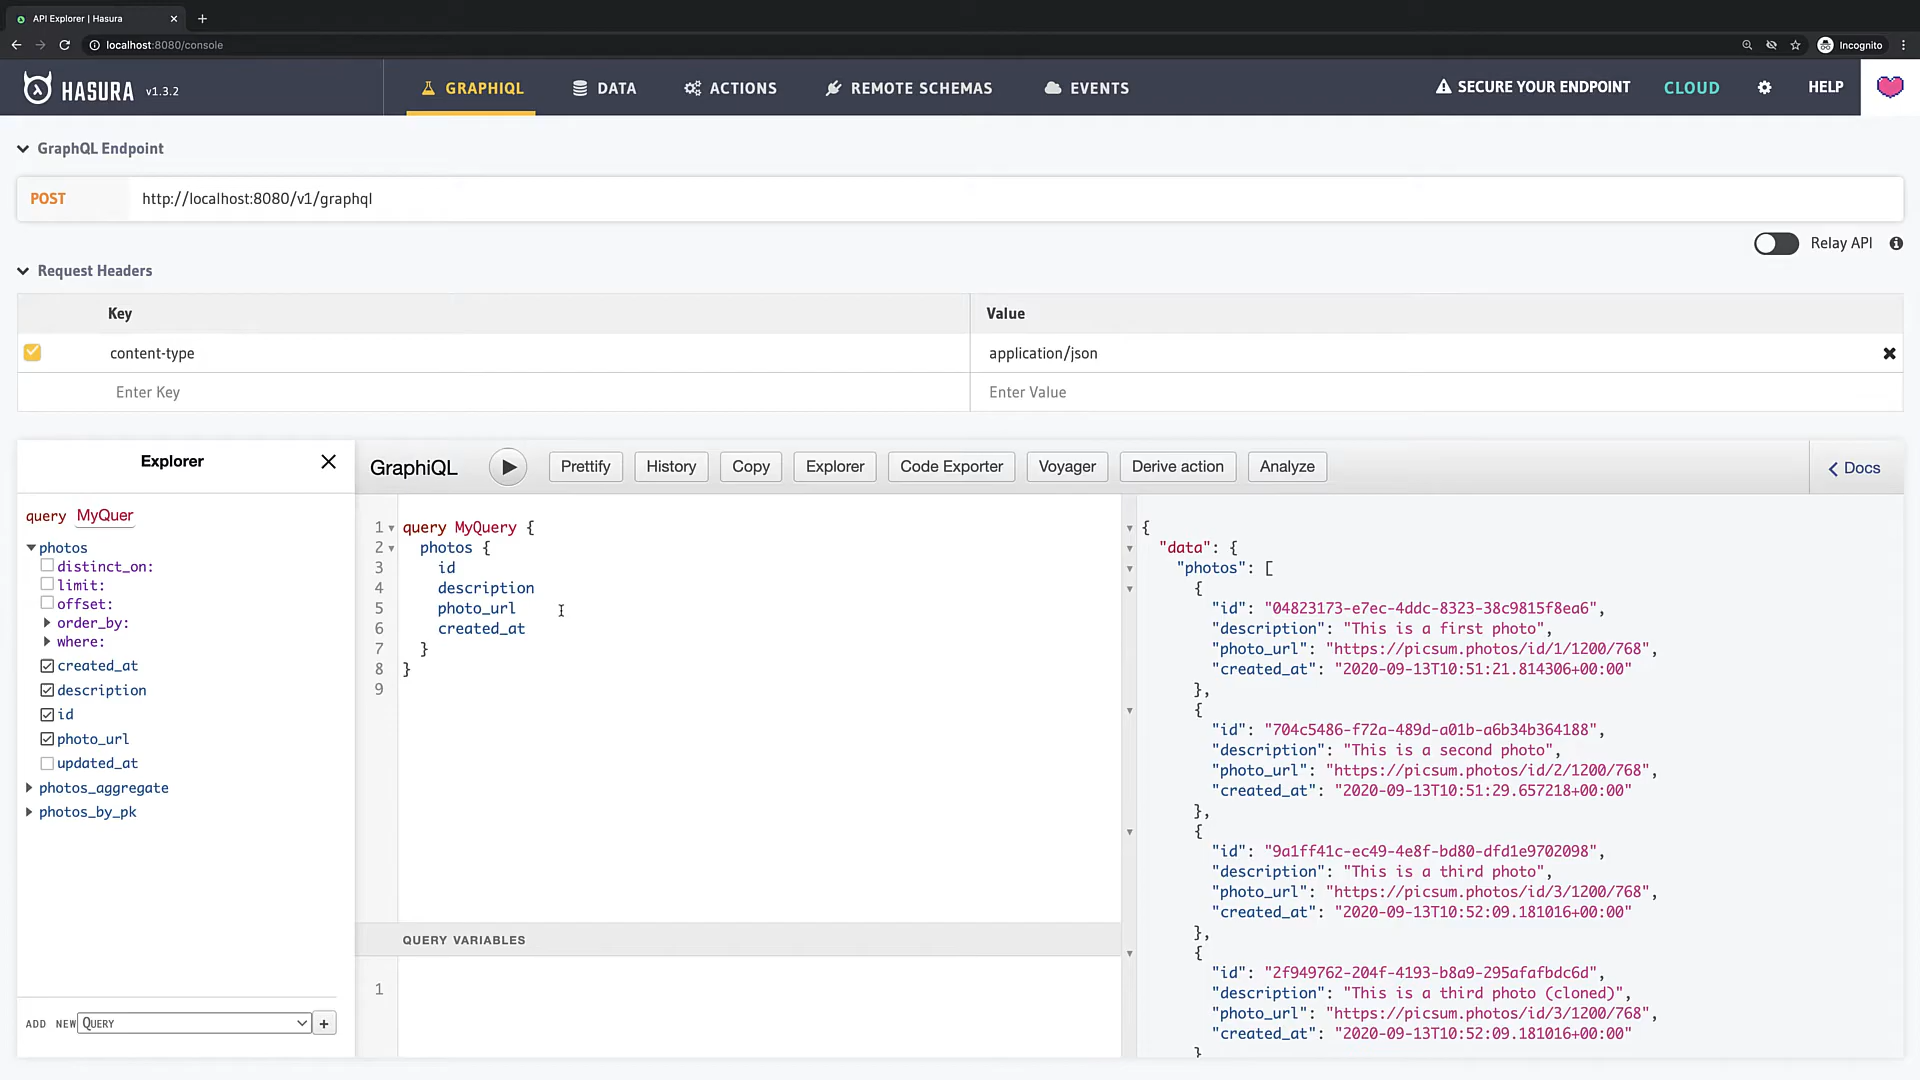 API Explorer | Hasura
localhost:8080/console
Incognito
HASURA v1.3.2
GRAPHIQL
DATA
ACTIONS
REMOTE SCHEMAS
EVENTS
SECURE YOUR ENDPOINT
CLOUD
HELP
GraphQL Endpoint
POST
http://localhost:8080/v1/graphql
Relay API
Request Headers
Key
Value
content-type
application/json
Enter Key
Enter Value
Explorer
query MyQuer
photos
distinct_on:
limit:
offset:
order_by:
where:
created_at
description
id
photo_url
updated_at
photos_aggregate
photos_by_pk
ADD NEW Query +
GraphiQL
Prettify
History
Copy
Explorer
Code Exporter
Voyager
Derive action
Analyze
Docs
1 query MyQuery {
2 photos {
3 id
4 description
5 photo_url
6 created_at
7 }
8 }
9
QUERY VARIABLES
1
{
"data": {
"photos": [
{
"id": "04823173-e7ec-4ddc-8323-38c9815f8ea6",
"description": "This is a first photo",
"photo_url": "https://picsum.photos/id/1/1200/768",
"created_at": "2020-09-13T10:51:21.814306+00:00"
},
{
"id": "704c5486-f72a-489d-a01b-a6b34b364188",
"description": "This is a second photo",
"photo_url": "https://picsum.photos/id/2/1200/768",
"created_at": "2020-09-13T10:51:29.657218+00:00"
},
{
"id": "9a1ff41c-ec49-4e8f-bd80-dfd1e9702098",
"description": "This is a third photo",
"photo_url": "https://picsum.photos/id/3/1200/768",
"created_at": "2020-09-13T10:52:09.181016+00:00"
},
{
"id": "2f949762-204f-4193-b8a9-295afafbdc6d",
"description": "This is a third photo (cloned)",
"photo_url": "https://picsum.photos/id/3/1200/768",
"created_at": "2020-09-13T10:52:09.181016+00:00"
}